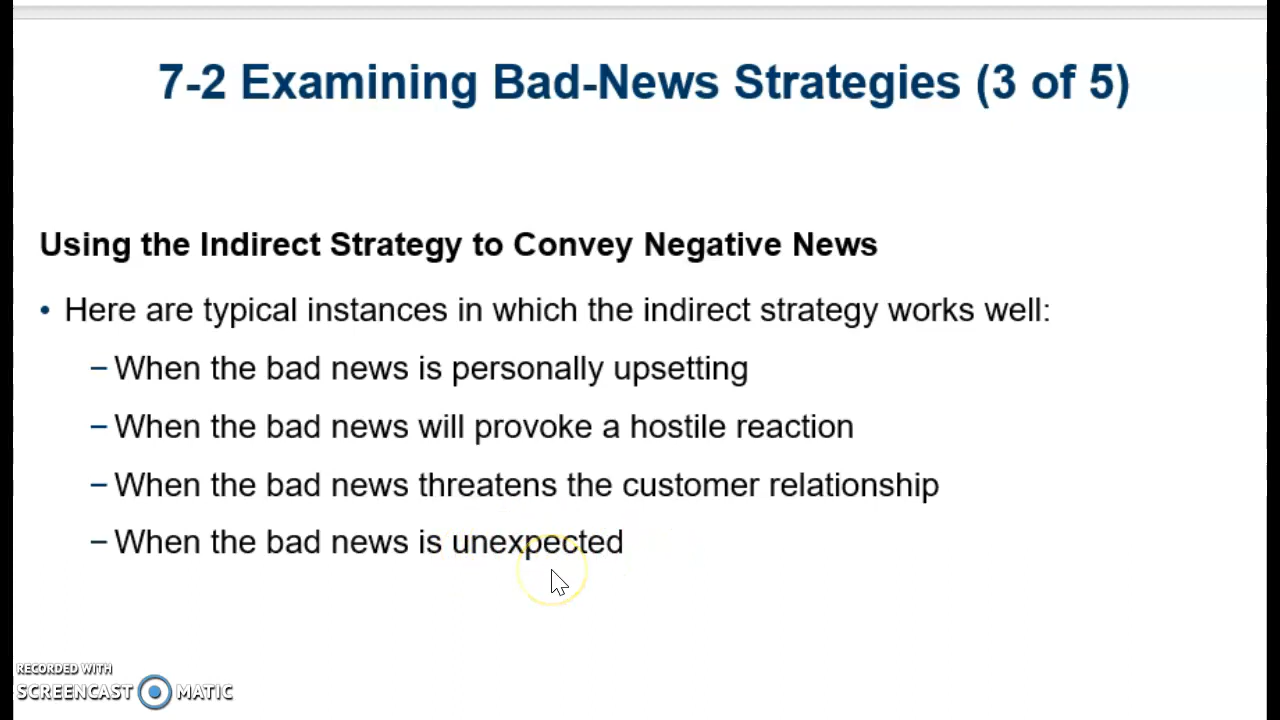 7-2 Examining Bad-News Strategies (3 of 5)
Using the Indirect Strategy to Convey Negative News
• Here are typical instances in which the indirect strategy works well:
– When the bad news is personally upsetting
– When the bad news will provoke a hostile reaction
– When the bad news threatens the customer relationship
– When the bad news is unexpected
RECORDED WITH
SCREENCAST MATIC